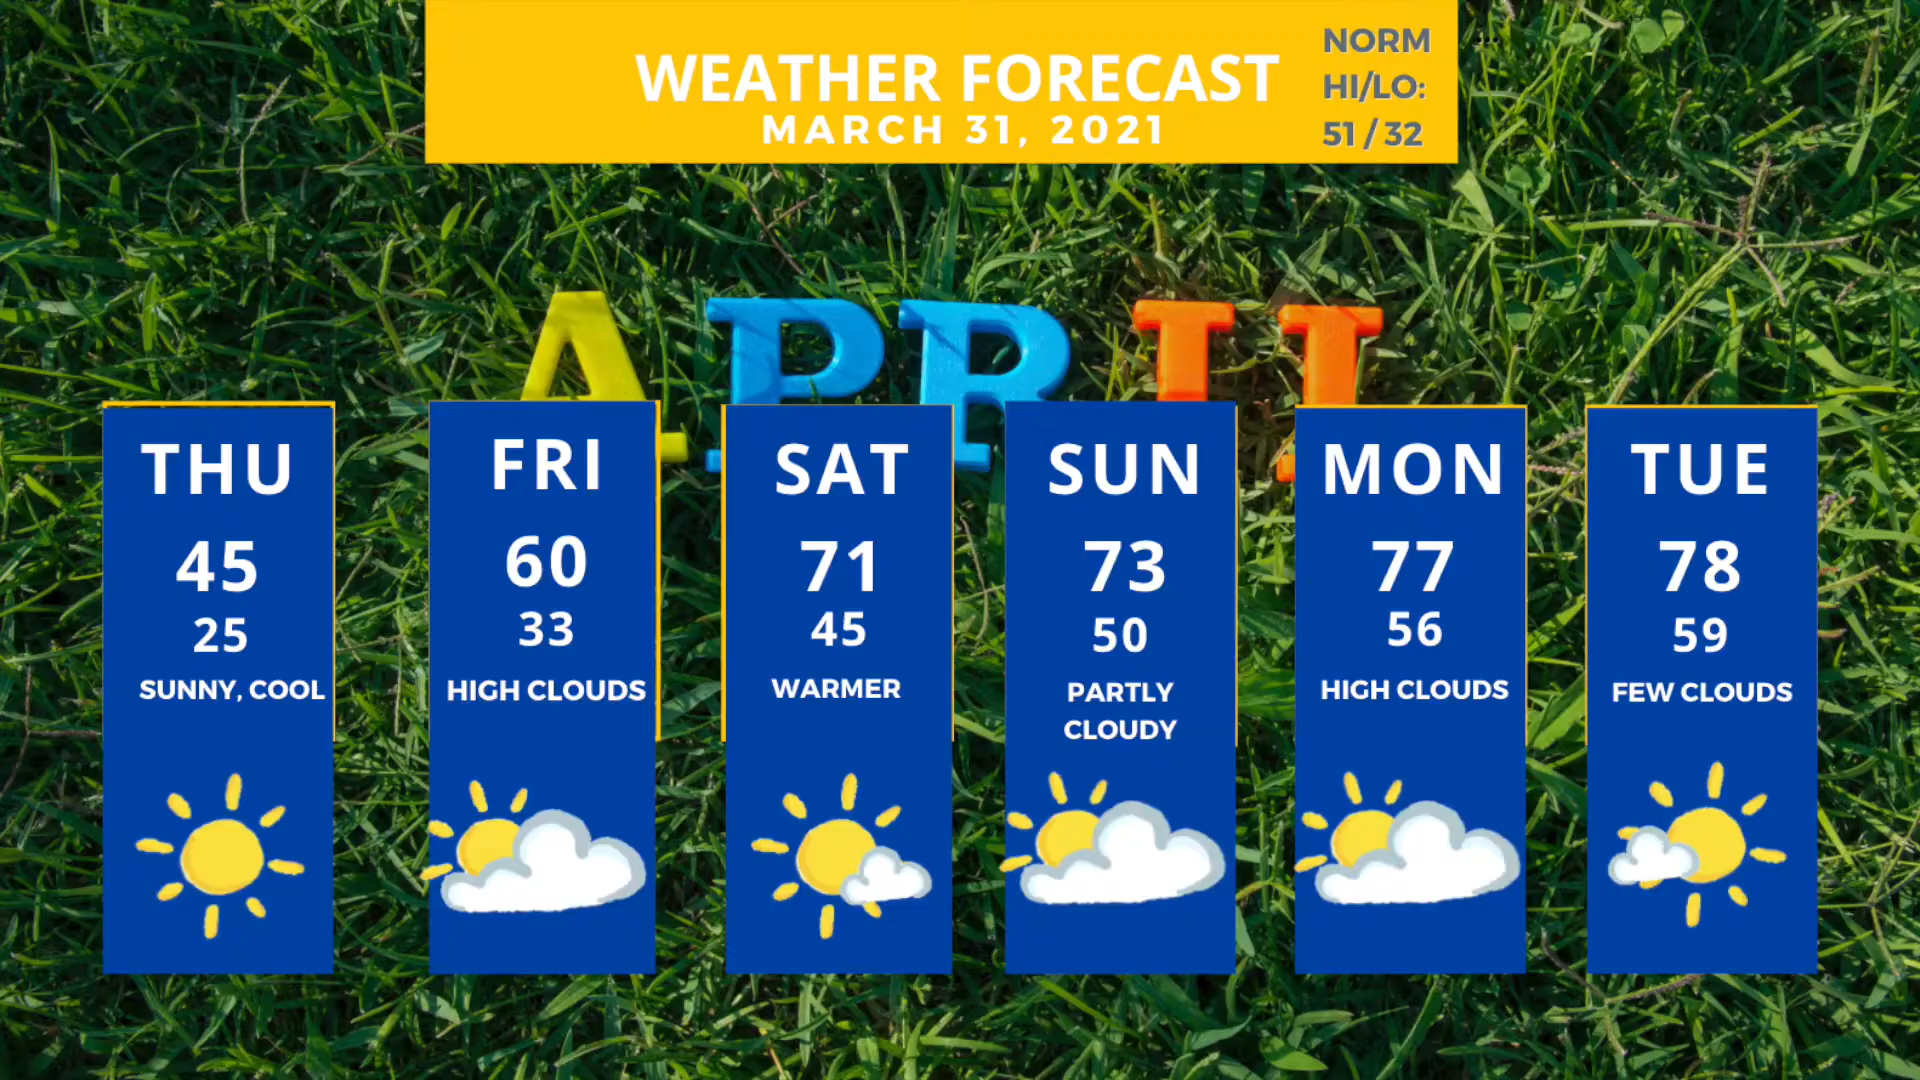 WEATHER FORECAST
MARCH 31, 2021
NORM
HI/LO:
51 / 32
APRIL
THU
45
25
SUNNY, COOL
FRI
60
33
HIGH CLOUDS
SAT
71
45
WARMER
SUN
73
50
PARTLY
CLOUDY
MON
77
56
HIGH CLOUDS
TUE
78
59
FEW CLOUDS